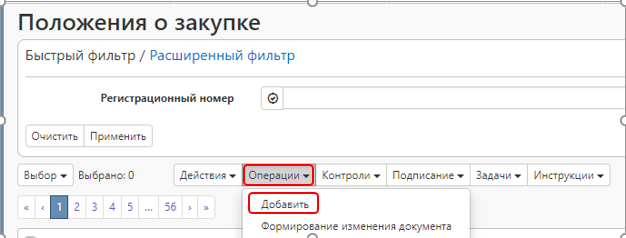 Положения о закупке
Быстрый фильтр / Расширенный фильтр
Регистрационный номер
Очистить Применить
Выбор Выбрано: 0 Действия Операции Контроли Подписание Задачи Инструкции
« ‹ 1 2 3 4 5 ... 56 › »
Добавить
Формирование изменения документа